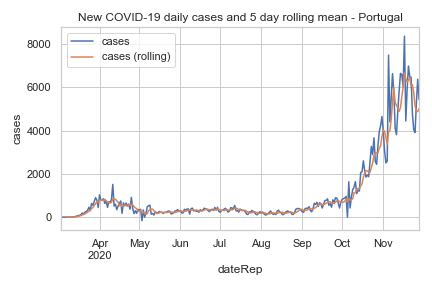 New COVID-19 daily cases and 5 day rolling mean - Portugal
cases
cases (rolling)
8000
6000
4000
2000
0
cases
Apr
2020
May
Jun
Jul
Aug
Sep
Oct
Nov
dateRep